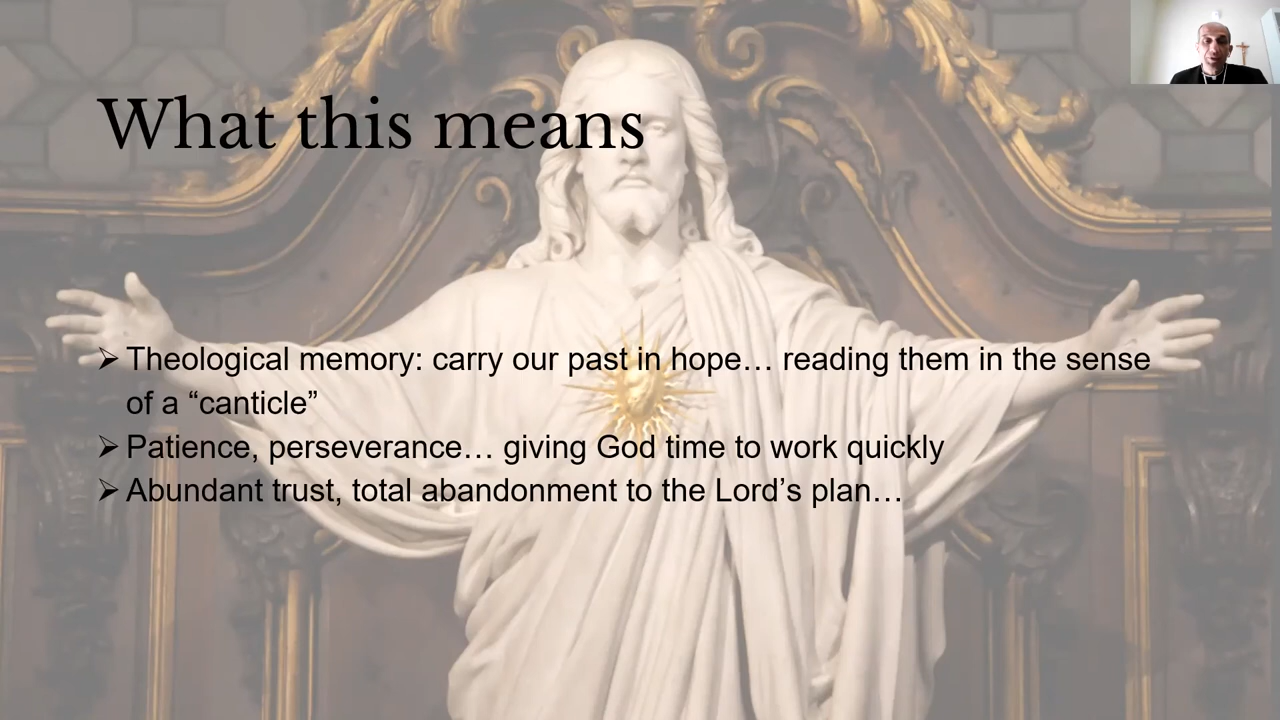 What this means
➢ Theological memory: carry our past in hope… reading them in the sense
of a “canticle”
➢ Patience, perseverance… giving God time to work quickly
➢ Abundant trust, total abandonment to the Lord’s plan…